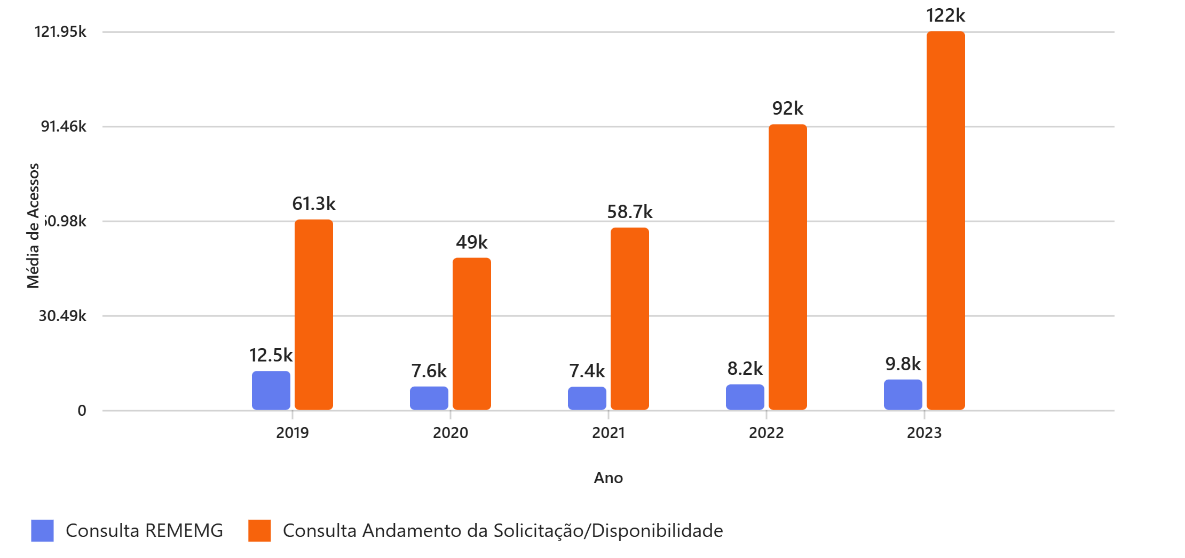 122k
121.95k
92k
91.46k
Média de Acessos
61.3k
58.7k
49k
30.49k
12.5k
7.6k
7.4k
8.2k
9.8k
0
2019 2020 2021 2022 2023
Ano
Consulta REMEMG Consulta Andamento da Solicitação/Disponibilidade